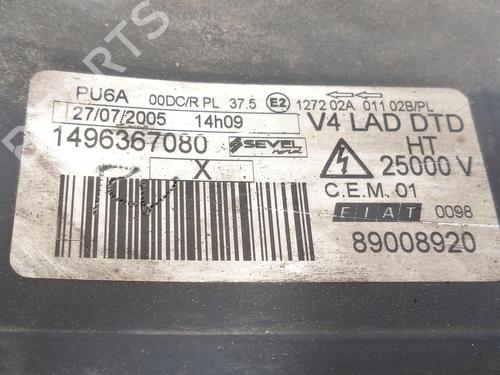 PU6A 00DC/R PL 37.5 E2 1272 02A 011 02B/PL
27/07/2005 14h09 V4 LAD DTD
1496367080 SEVEL HT
X 25000 V
C.E.M. 01
FIAT 0098
89008920